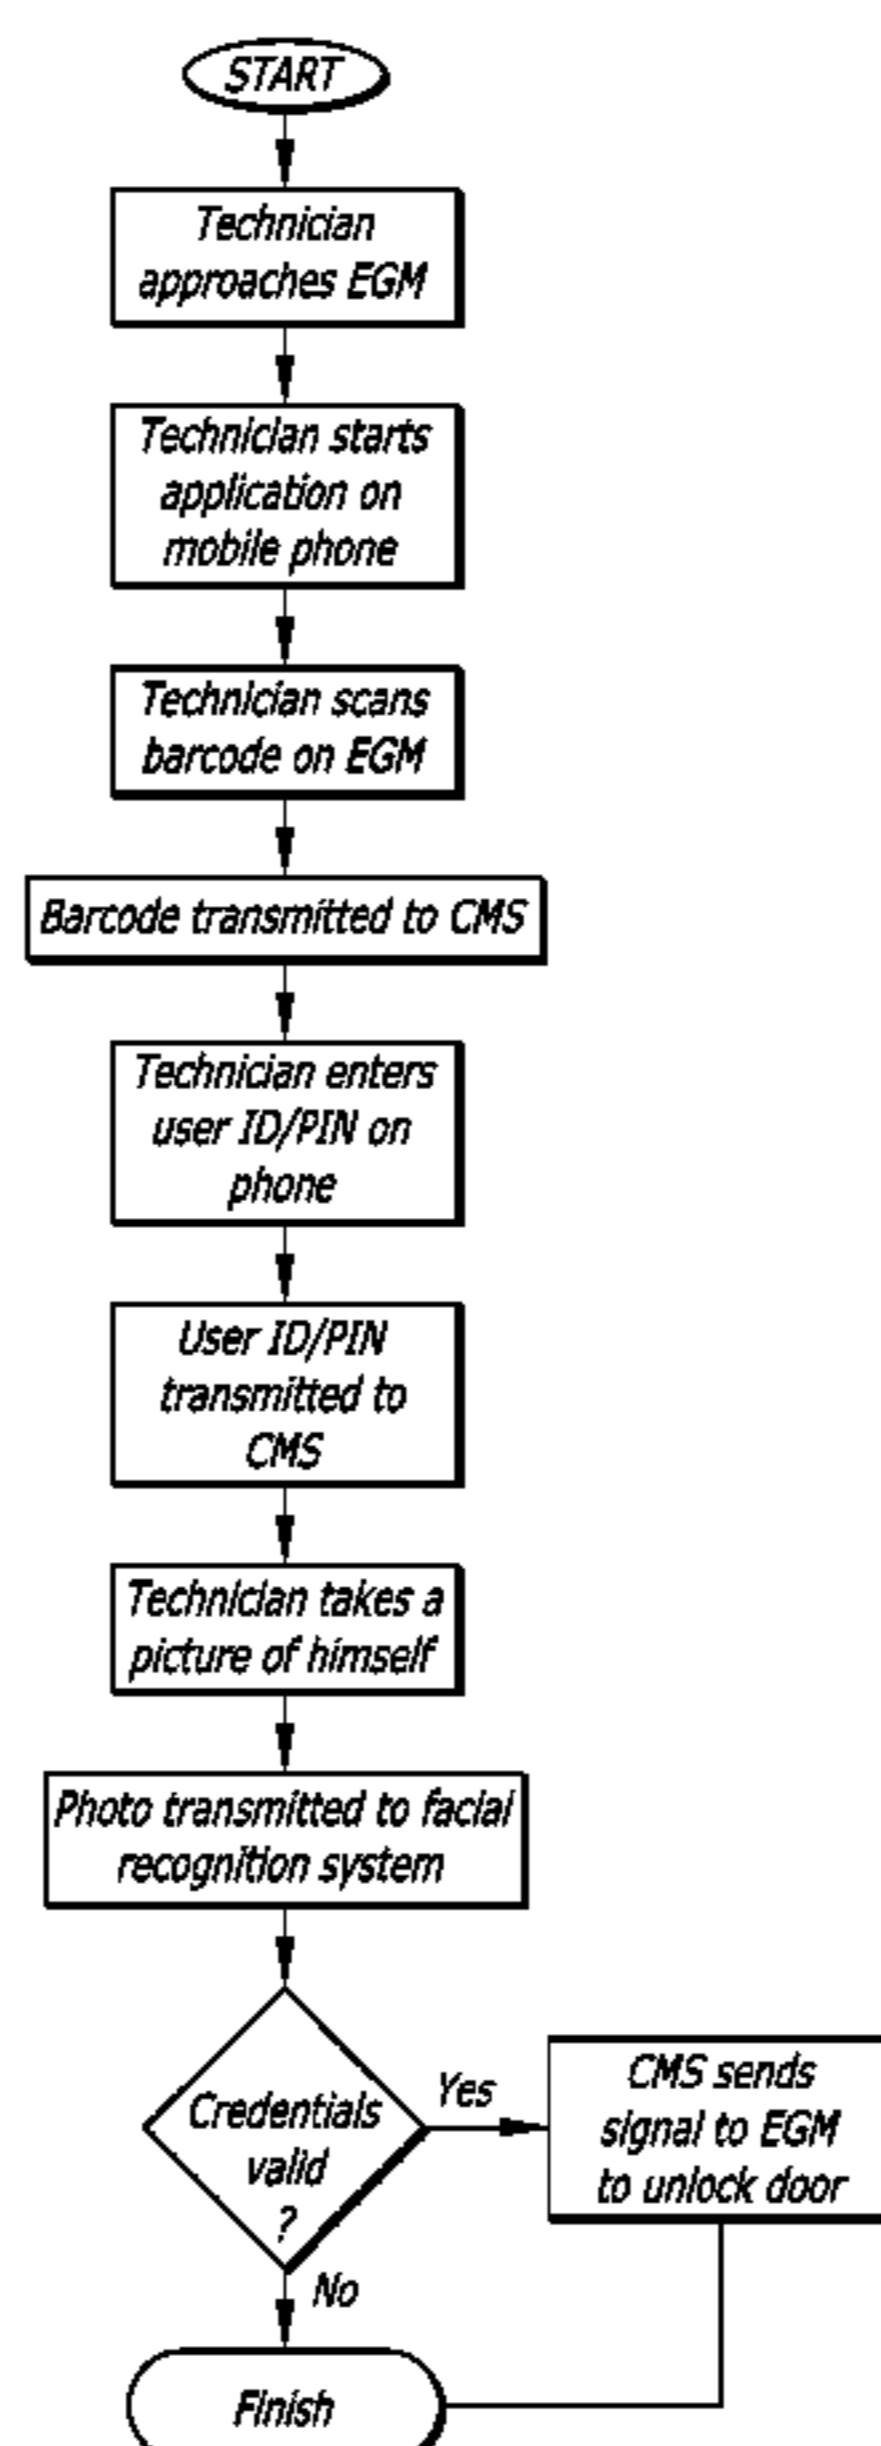 START
Technician
approaches EGM
Technician starts
application on
mobile phone
Technician scans
barcode on EGM
Barcode transmitted to CMS
Technician enters
user ID/PIN on
phone
User ID/PIN
transmitted to
CMS
Technician takes a
picture of himself
Photo transmitted to facial
recognition system
Credentials
valid
?
Yes
CMS sends
signal to EGM
to unlock door
No
Finish